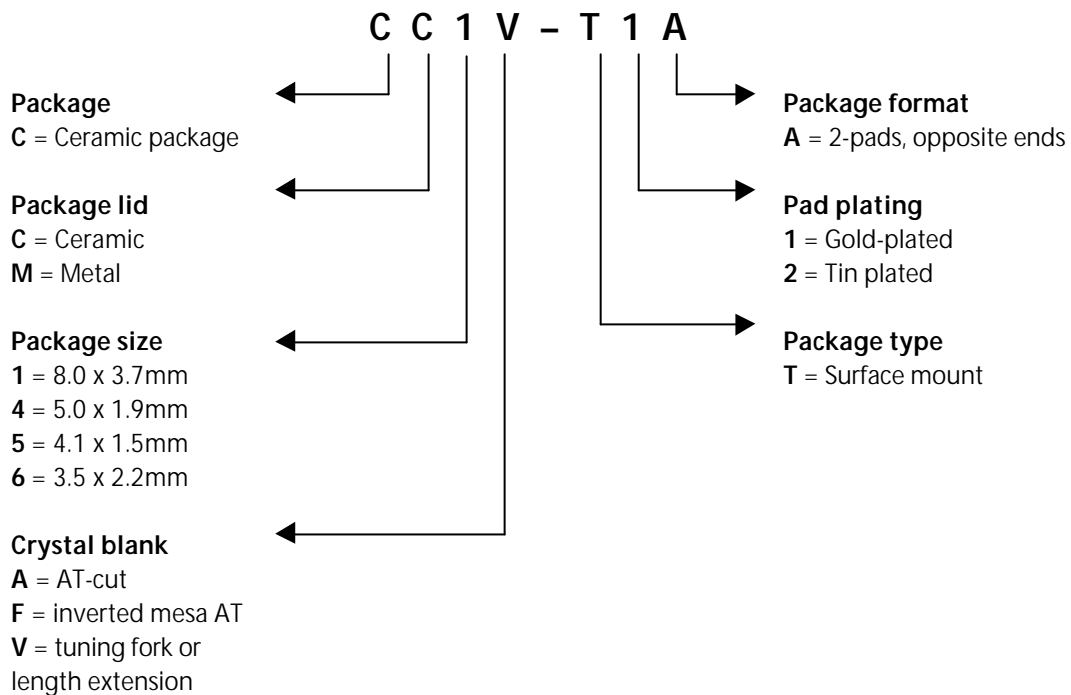 C C 1 V – T 1 A
Package
C = Ceramic package
Package lid
C = Ceramic
M = Metal
Package size
1 = 8.0 x 3.7mm
4 = 5.0 x 1.9mm
5 = 4.1 x 1.5mm
6 = 3.5 x 2.2mm
Crystal blank
A = AT-cut
F = inverted mesa AT
V = tuning fork or
length extension
Package format
A = 2-pads, opposite ends
Pad plating
1 = Gold-plated
2 = Tin plated
Package type
T = Surface mount